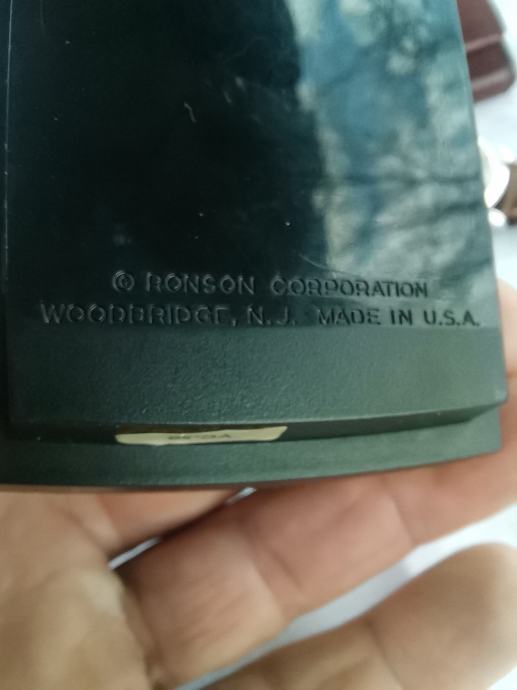 © RONSON CORPORATION
WOODBRIDGE, N. J. MADE IN U.S.A.